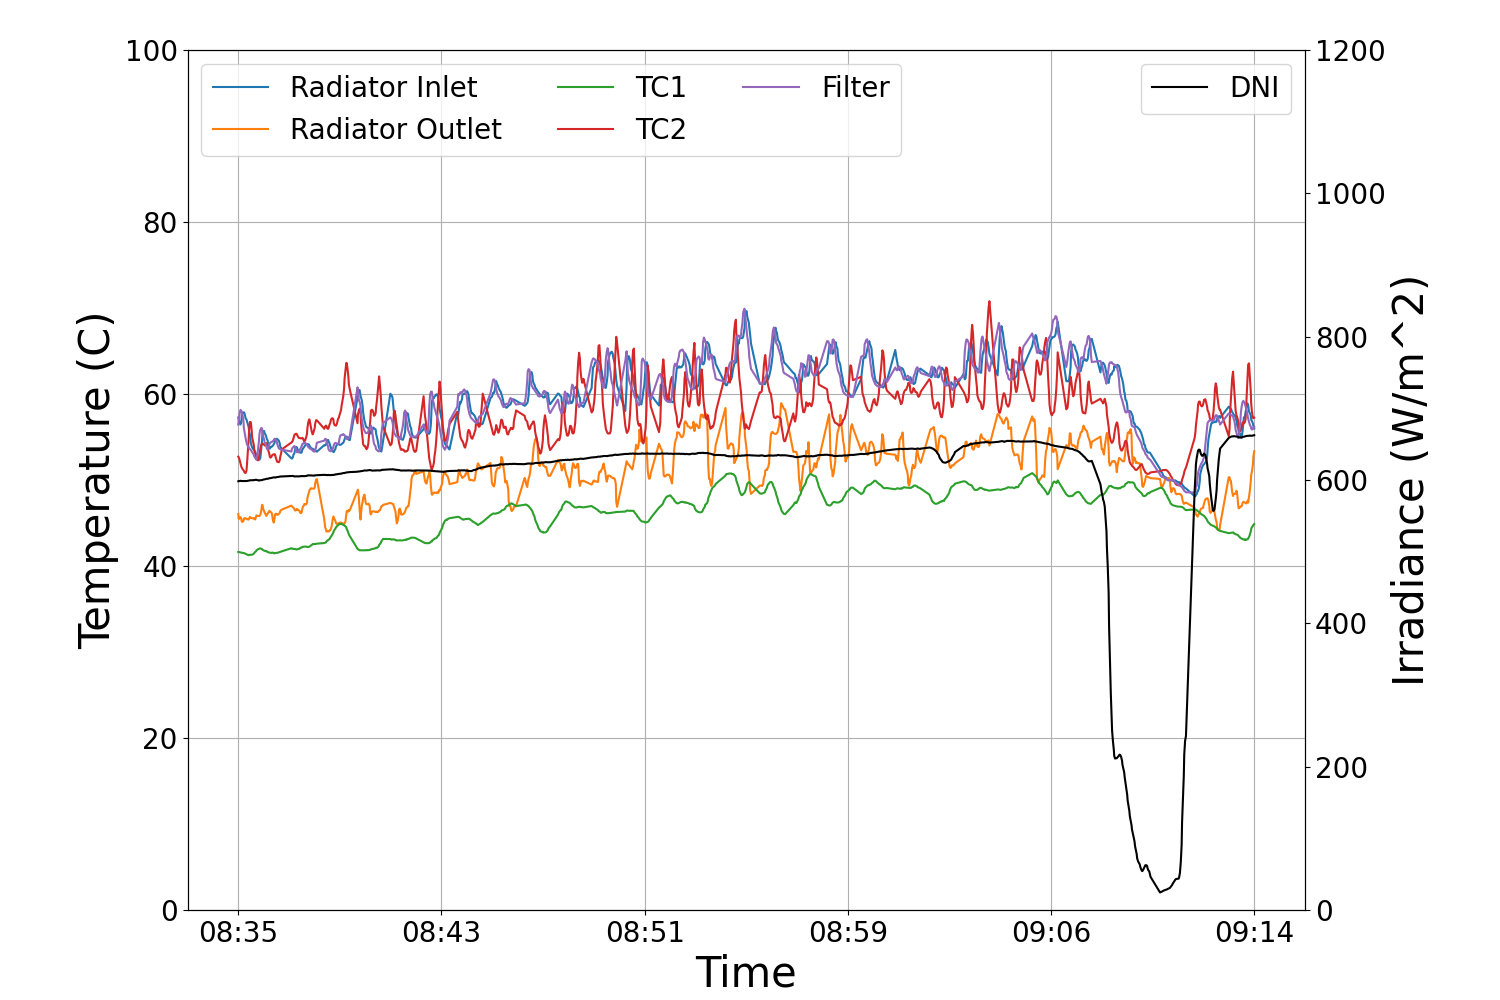 100
80
60
40
20
0
Temperature (C)
Radiator Inlet
Radiator Outlet
TC1
TC2
Filter
DNI
1200
1000
800
600
400
200
0
Irradiance (W/m^2)
08:35 08:43 08:51 08:59 09:06 09:14
Time